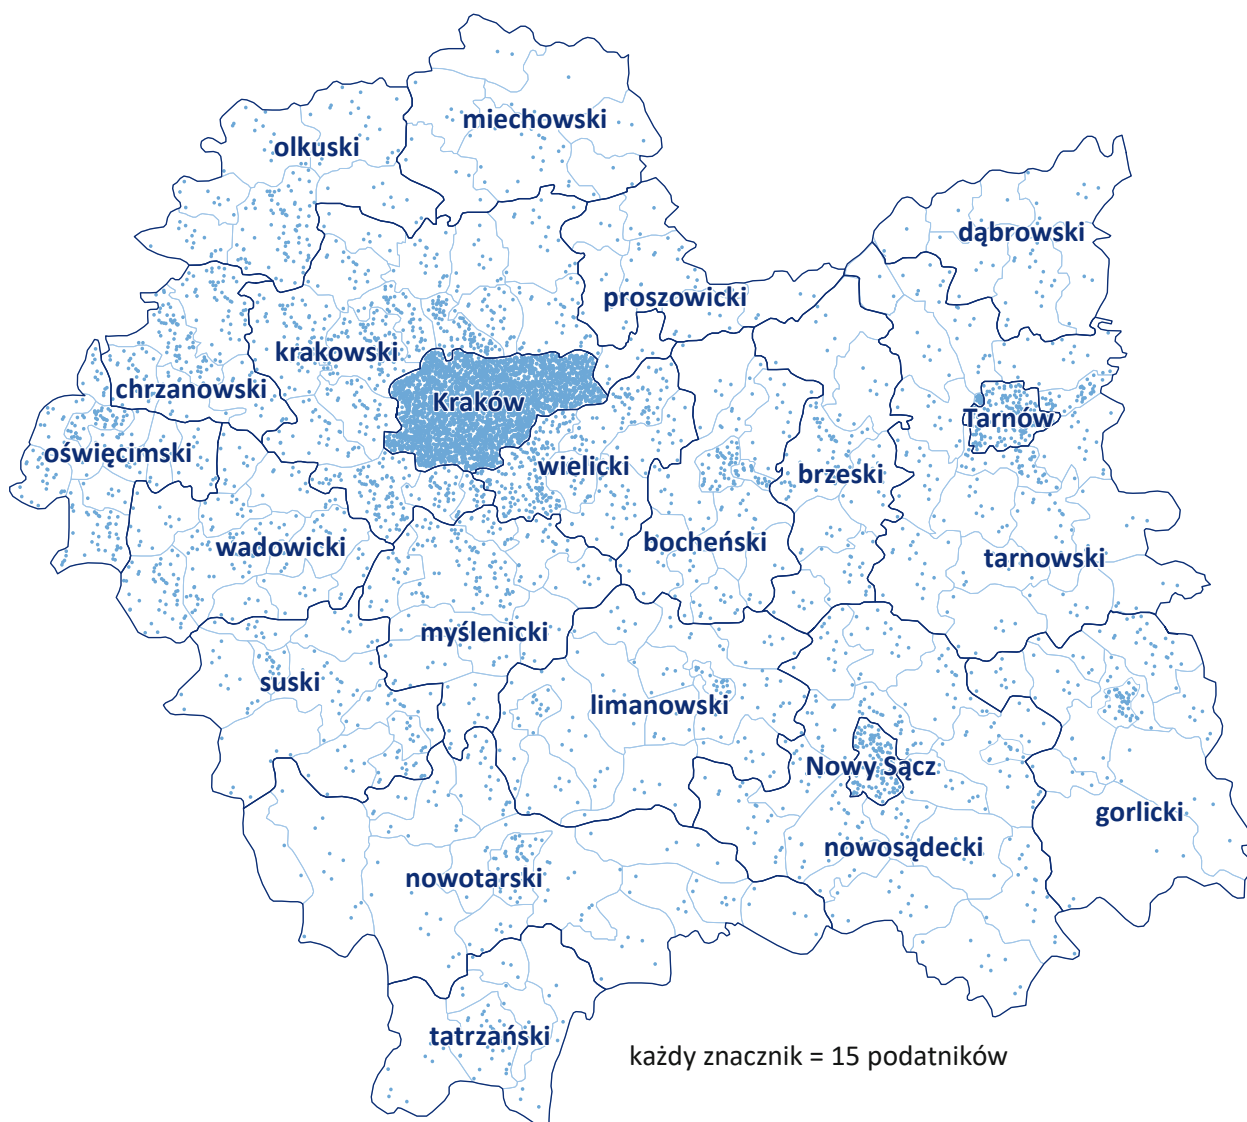 miechowski
olkuski
dąbrowski
proszowicki
krakowski
chrzanowski
Kraków
Tarnów
oświęcimski
wielicki
brzeski
wadowicki
bocheński
tarnowski
myślenicki
suski
limanowski
Nowy Sącz
gorlicki
nowosądecki
nowotarski
tatrzański
każdy znacznik = 15 podatników